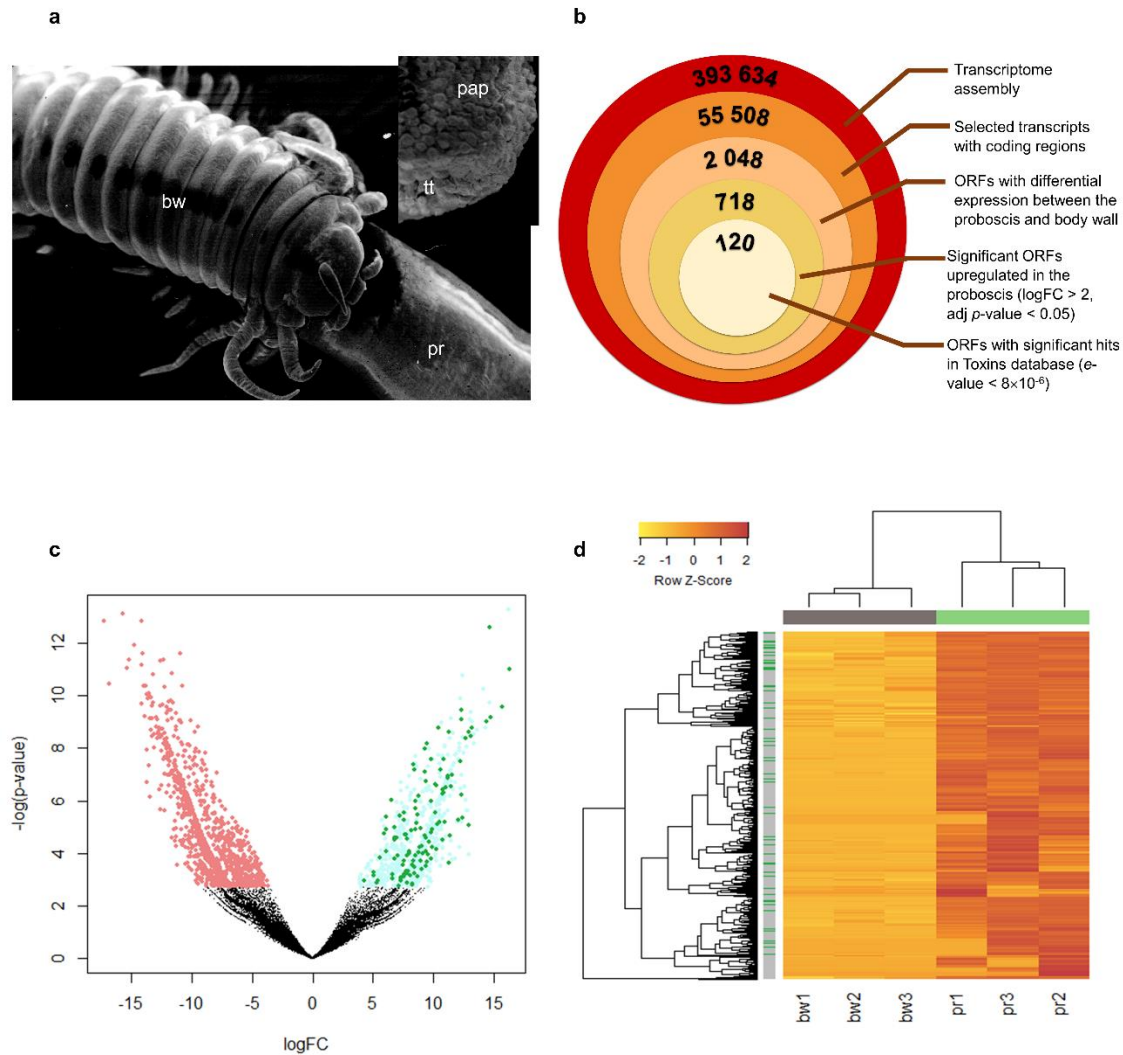 a
pap
tt
bw
pr
b
393 634
55 508
2 048
718
120
Transcriptome
assembly
Selected transcripts
with coding regions
ORFs with differential
expression between the
proboscis and body wall
Significant ORFs
upregulated in the
proboscis (logFC > 2,
adj p-value < 0.05)
ORFs with significant hits
in Toxins database (e-
value < 8×10⁻⁶)
c
-log(p-value)
12
10
8
6
4
2
0
-15 -10 -5 0 5 10 15
logFC
d
-2 -1 0 1 2
Row Z-Score
bw1 bw2 bw3 pr1 pr3 pr2